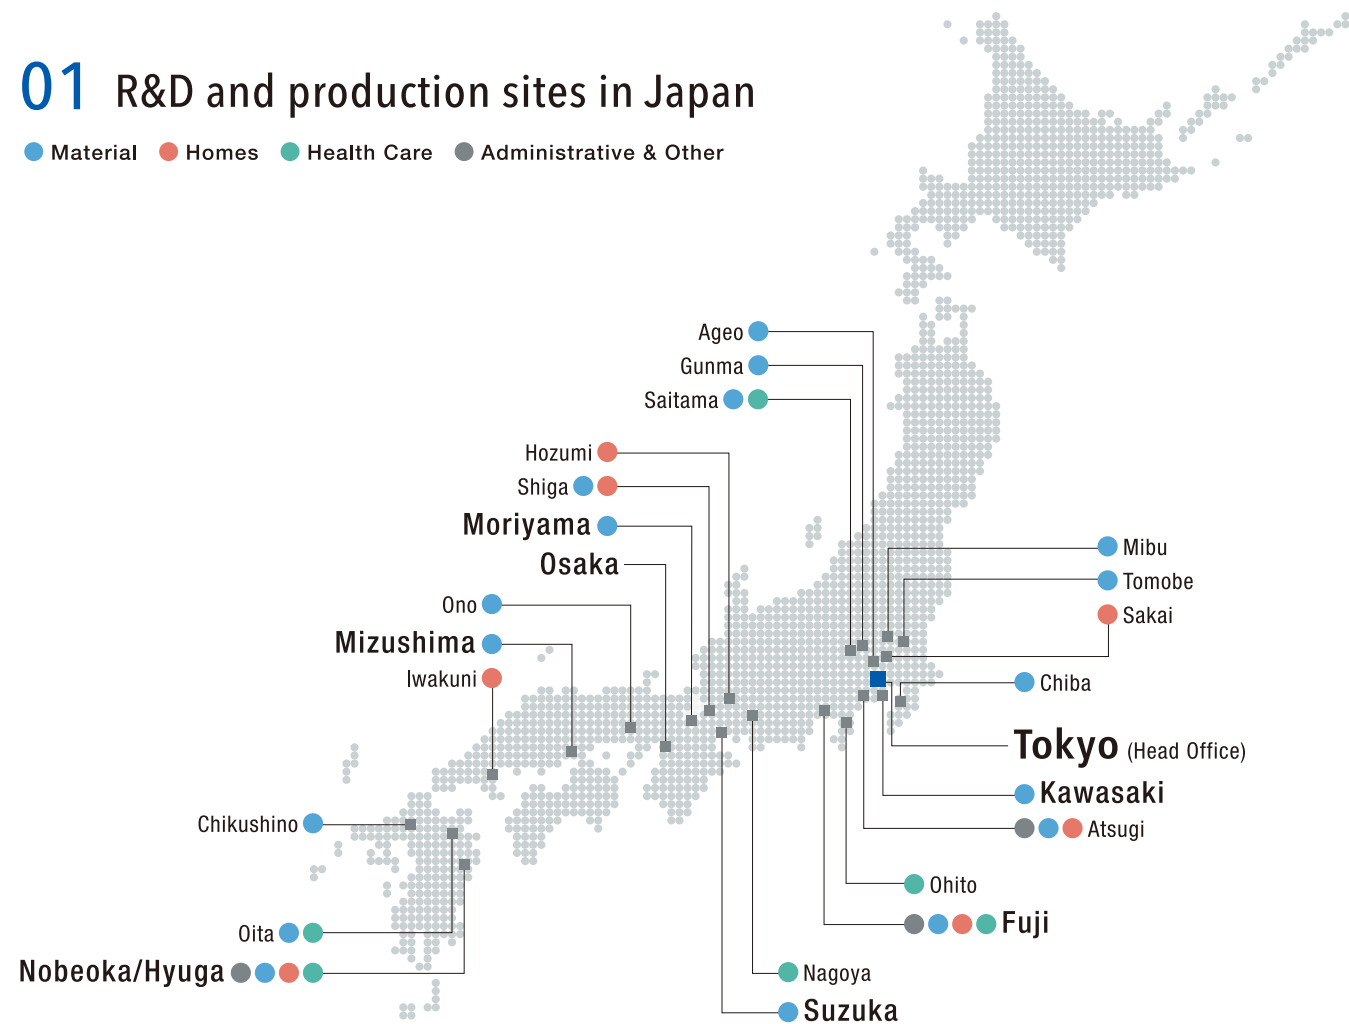 01 R&D and production sites in Japan
Material Homes Health Care Administrative & Other
Ageo
Gunma
Saitama
Hozumi
Shiga
Moriyama
Osaka
Ono
Mizushima
Iwakuni
Mibu
Tomobe
Sakai
Chiba
Tokyo (Head Office)
Kawasaki
Atsugi
Chikushino
Ohito
Fuji
Oita
Nobeoka/Hyuga
Nagoya
Suzuka